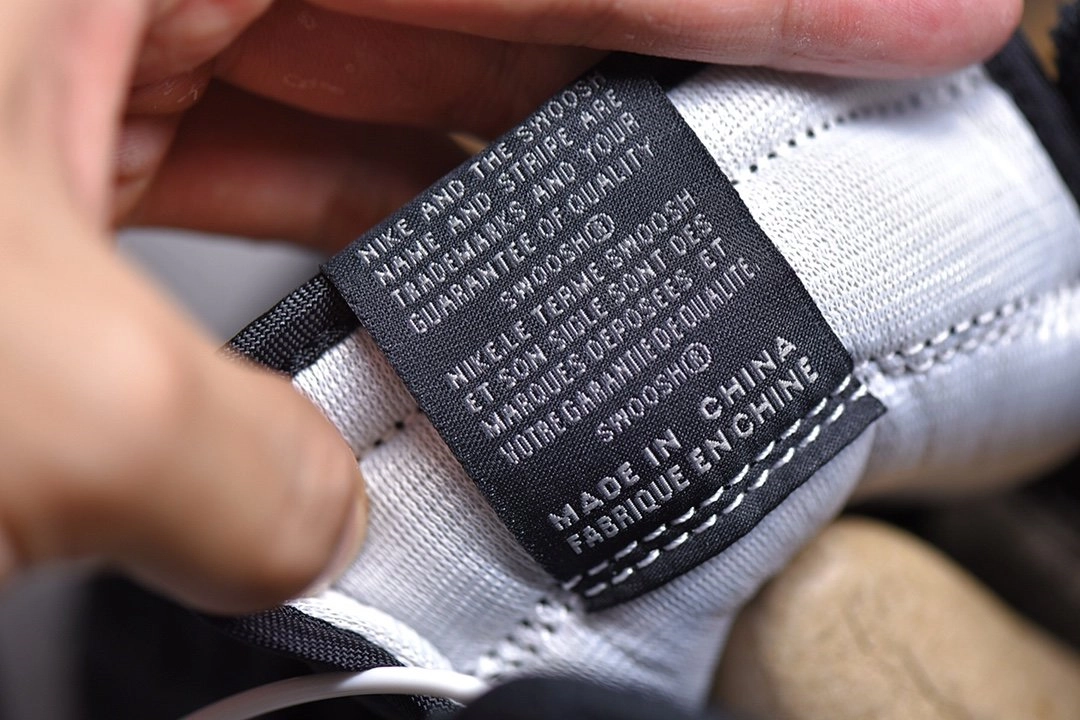 NIKE AND THE SWOOSH
NAME AND STRIPE ARE
TRADEMARKS AND YOUR
GUARANTEE OF QUALITY
SWOOSH®
NIKE.LE TERME SWOOSH
ET SON SIGLE SONT DES
MARQUES DEPOSEES ET
VOTRE GARANTIE DE QUALITE
SWOOSH®
MADE IN CHINA
FABRIQUE EN CHINE